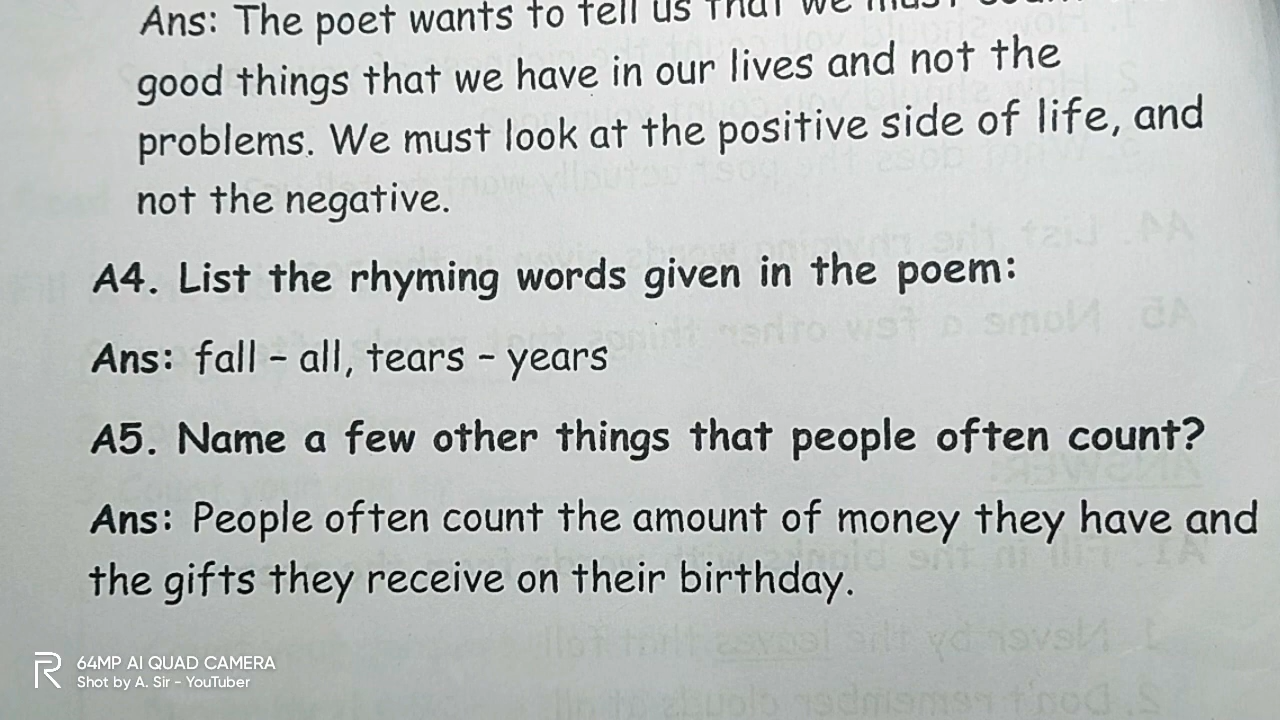 Ans: The poet wants to tell us that we must
good things that we have in our lives and not the
problems. We must look at the positive side of life, and
not the negative.
A4. List the rhyming words given in the poem:
Ans: fall - all, tears - years
A5. Name a few other things that people often count?
Ans: People often count the amount of money they have and
the gifts they receive on their birthday.
64MP AI QUAD CAMERA
Shot by A. Sir - YouTuber